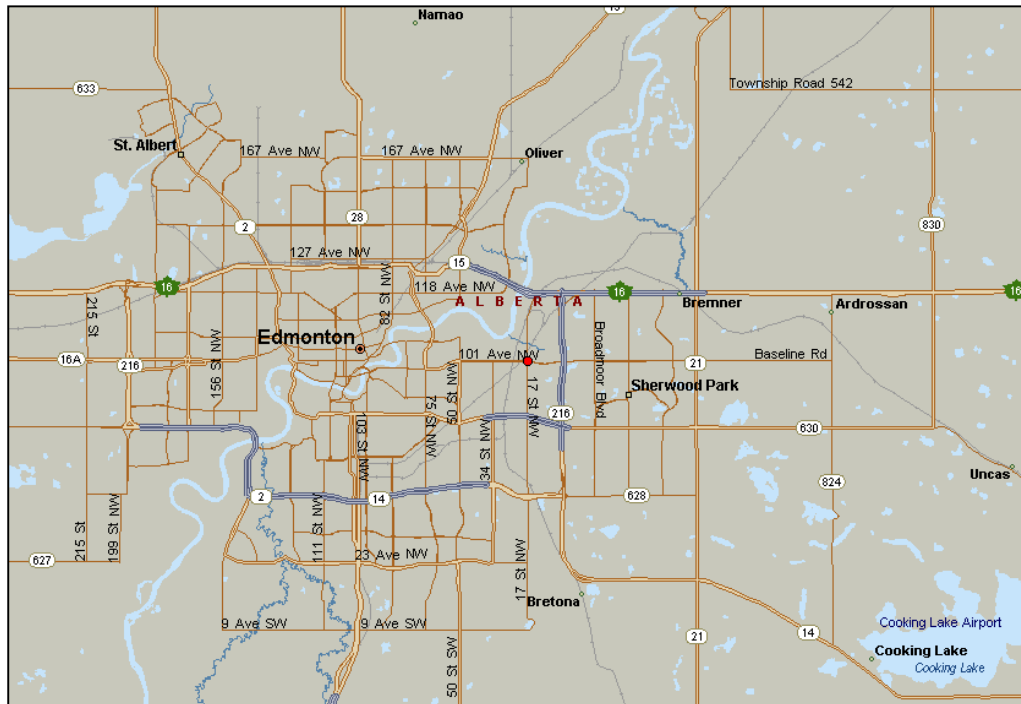 Namao
15
633
Township Road 542
St. Albert
167 Ave NW
167 Ave NW
Oliver
2
28
830
127 Ave NW
15
16
118 Ave NW
16
16
A L B E R T A
Bremner
Ardrossan
215 St
82 St NW
Edmonton
16A
216
156 St NW
101 Ave NW
Broadmoor Blvd
21
Baseline Rd
Sherwood Park
75 St NW
50 St NW
17 St NW
216
103 St NW
34 St NW
630
Uncas
2
14
628
824
215 St
199 St NW
111 St NW
627
23 Ave NW
17 St NW
Bretona
9 Ave SW
9 Ave SW
21
14
Cooking Lake Airport
50 St SW
Cooking Lake
Cooking Lake